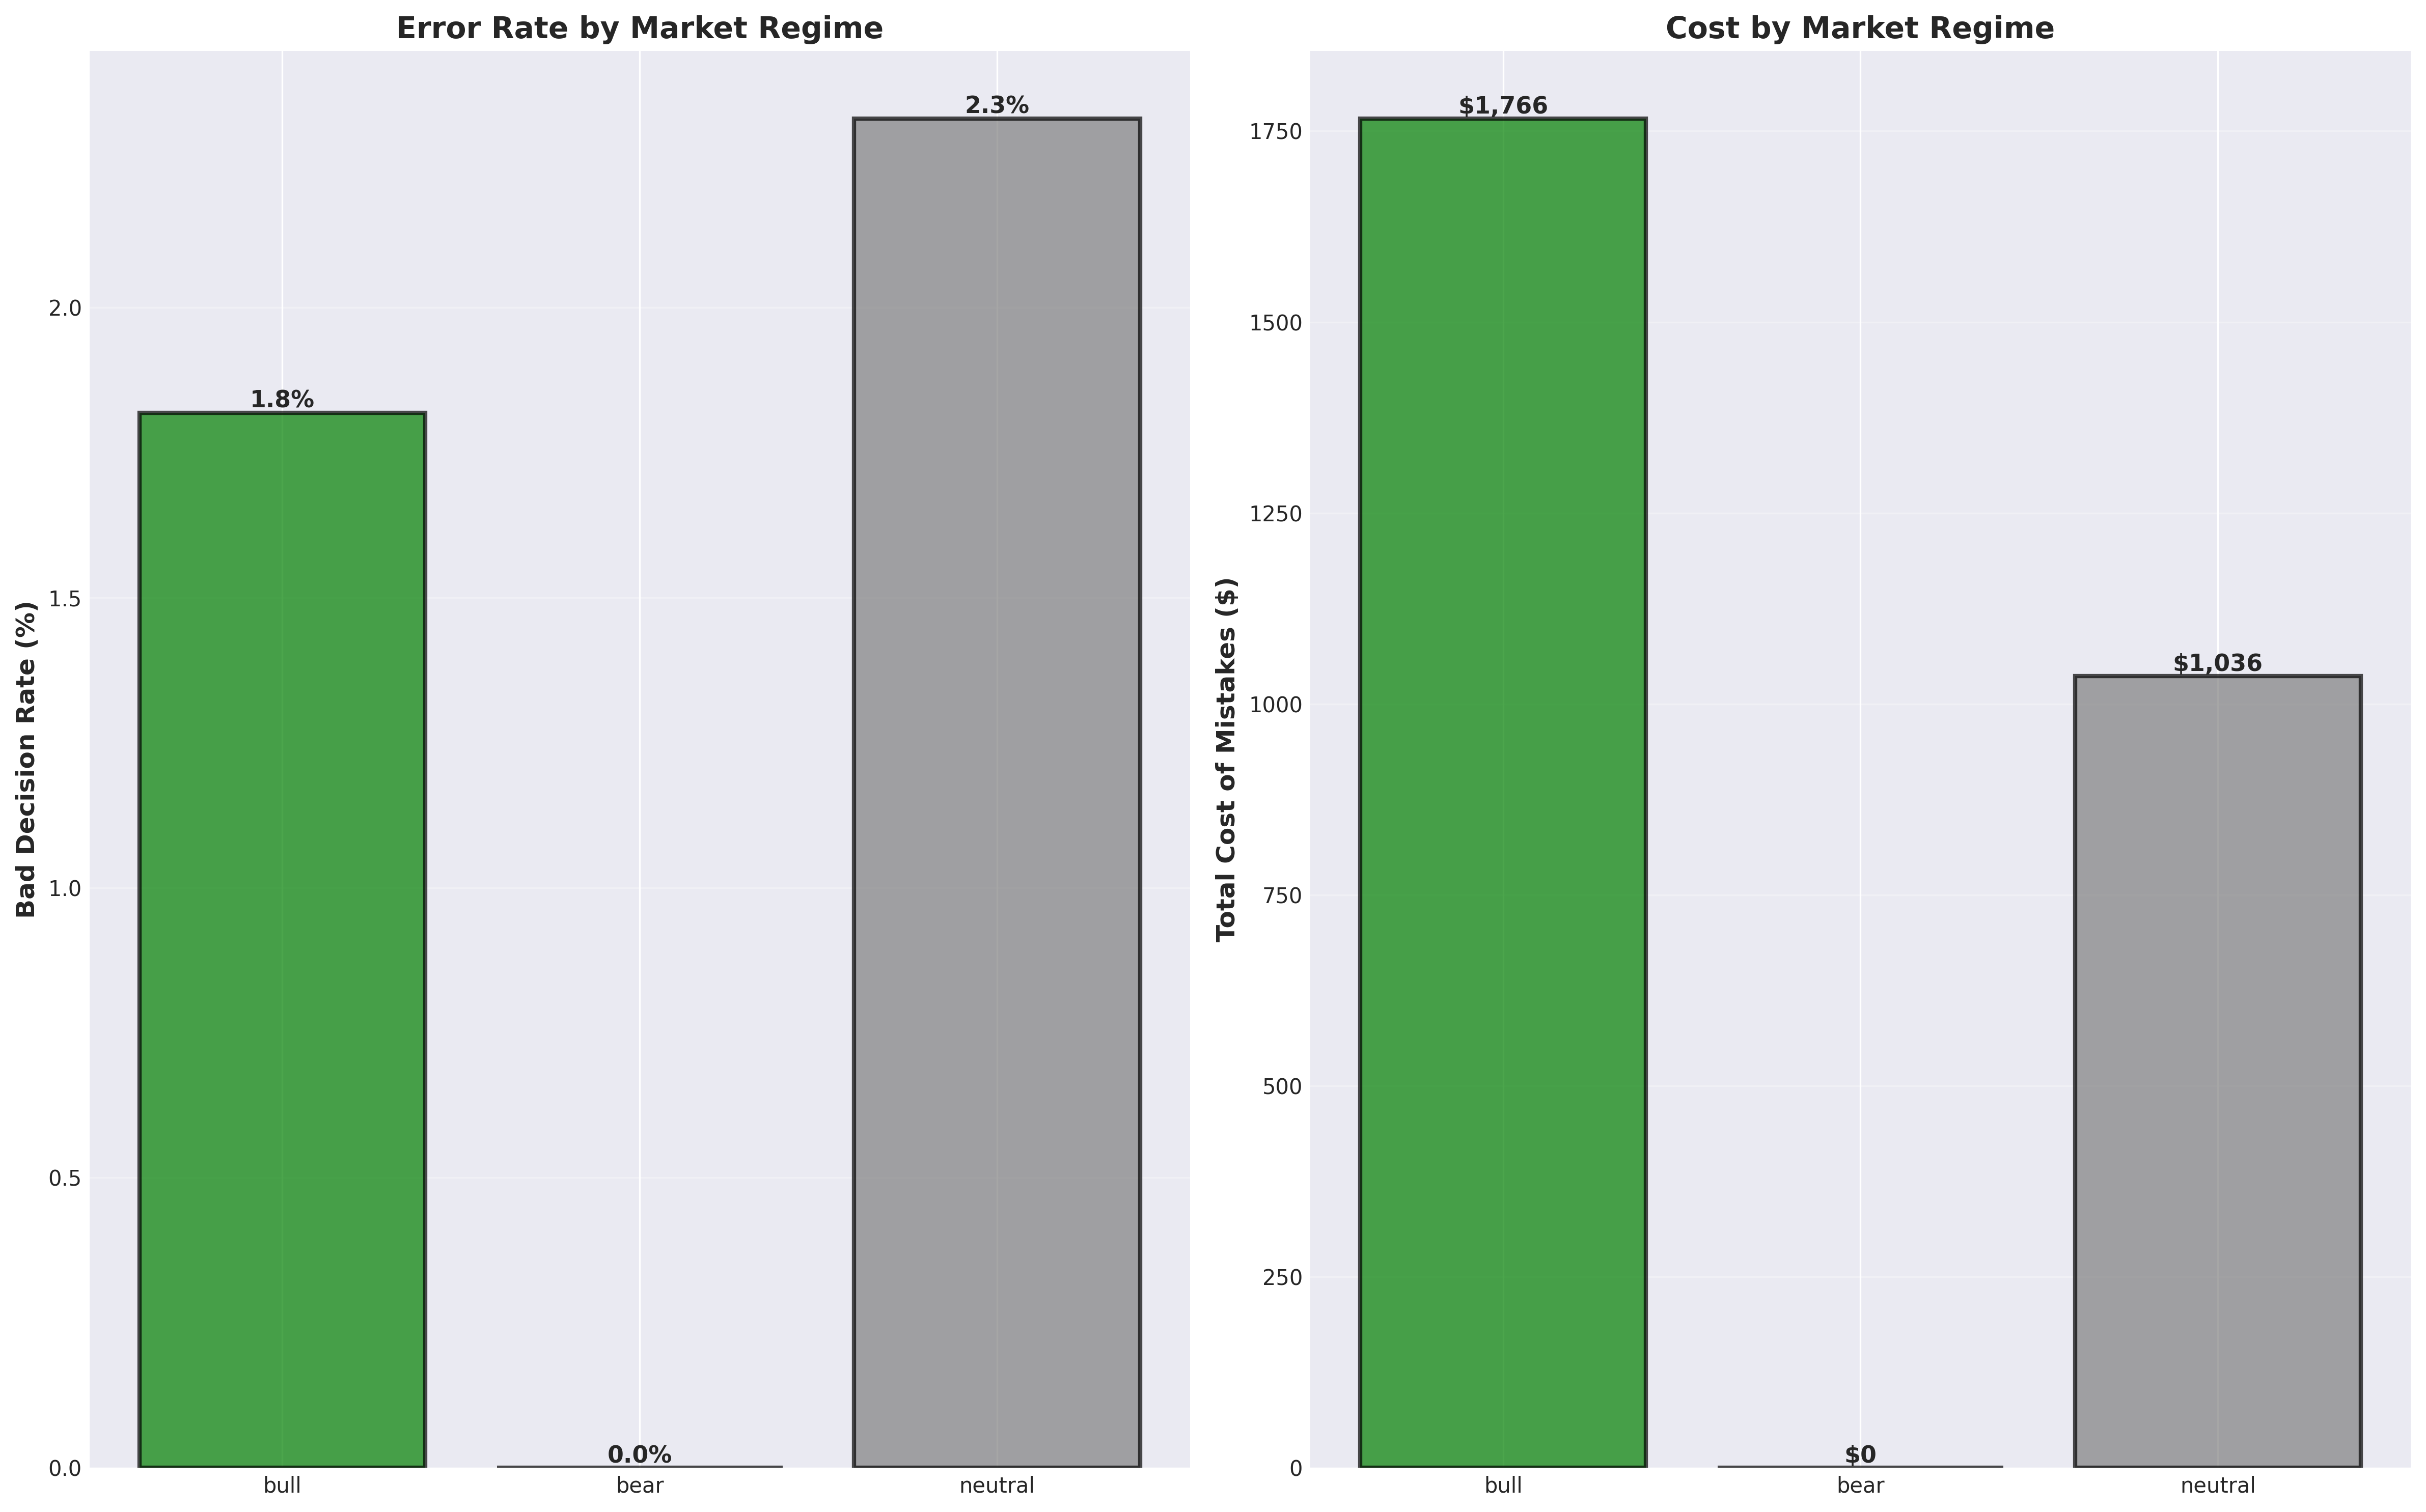 Error Rate by Market Regime
Bad Decision Rate (%)
2.0
1.5
1.0
0.5
0.0
1.8%
0.0%
2.3%
bull
bear
neutral
Cost by Market Regime
Total Cost of Mistakes ($)
1750
1500
1250
1000
750
500
250
0
$1,766
$0
$1,036
bull
bear
neutral